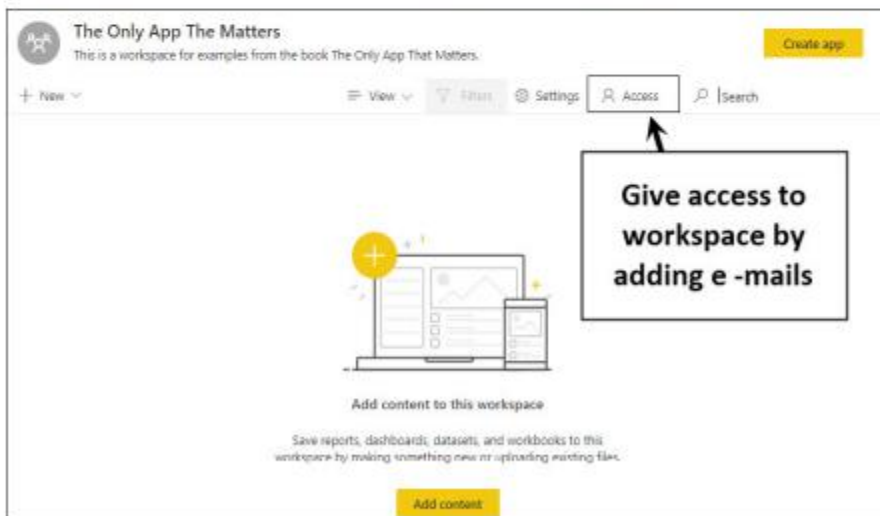 The Only App The Matters
This is a workspace for examples from the book The Only App That Matters.
Create app
+ New
View
Filters
Settings
Access
Search
Give access to
workspace by
adding e -mails
Add content to this workspace
Save reports, dashboards, datasets, and workbooks to this
workspace by making something new or uploading existing files.
Add content